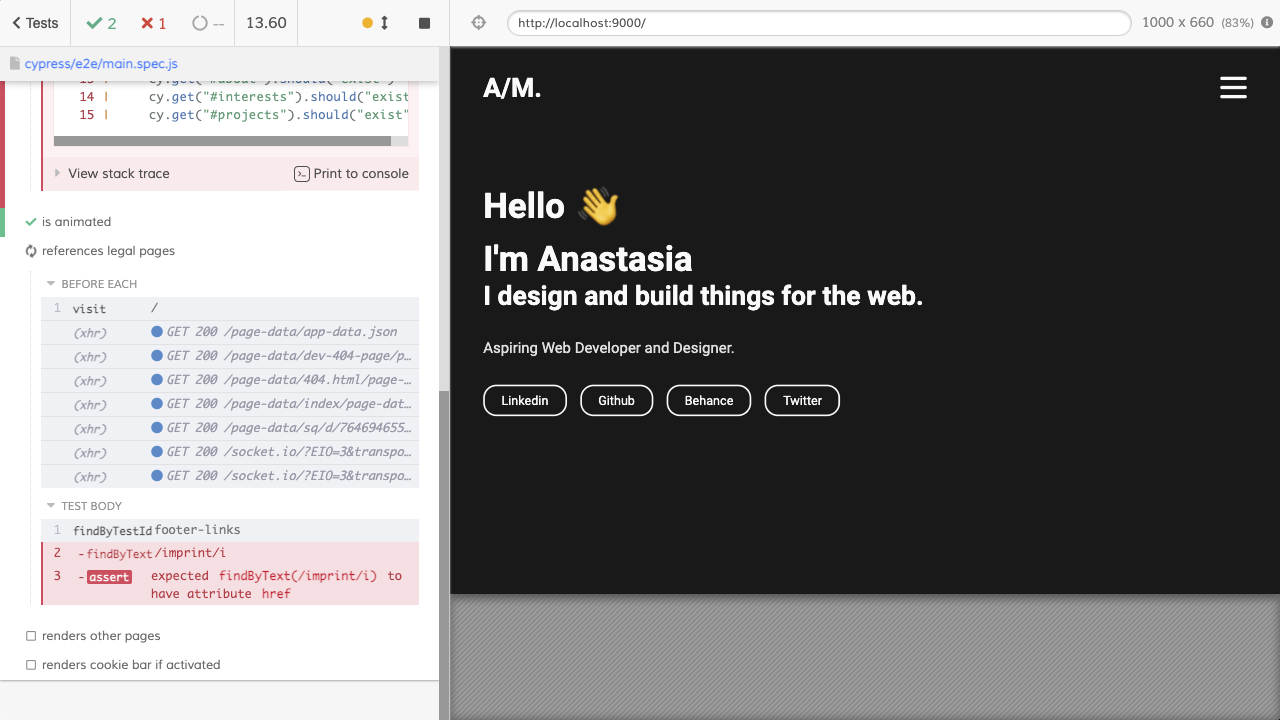 Tests
2
1
--
13.60
http://localhost:9000/
1000 x 660 (83%)
cypress/e2e/main.spec.js
13 | cy.get("#about").should("exist")
14 | cy.get("#interests").should("exist
15 | cy.get("#projects").should("exist"
View stack trace
Print to console
is animated
references legal pages
BEFORE EACH
1 visit /
(xhr) GET 200 /page-data/app-data.json
(xhr) GET 200 /page-data/dev-404-page/p…
(xhr) GET 200 /page-data/404.html/page-…
(xhr) GET 200 /page-data/index/page-dat…
(xhr) GET 200 /page-data/sq/d/764694655…
(xhr) GET 200 /socket.io/?EIO=3&transpo…
(xhr) GET 200 /socket.io/?EIO=3&transpo…
TEST BODY
1 findByTestId footer-links
2 -findByText /imprint/i
3 -assert expected findByText(/imprint/i) to
have attribute href
renders other pages
renders cookie bar if activated
A/M.
Hello 👋
I'm Anastasia
I design and build things for the web.
Aspiring Web Developer and Designer.
Linkedin
Github
Behance
Twitter